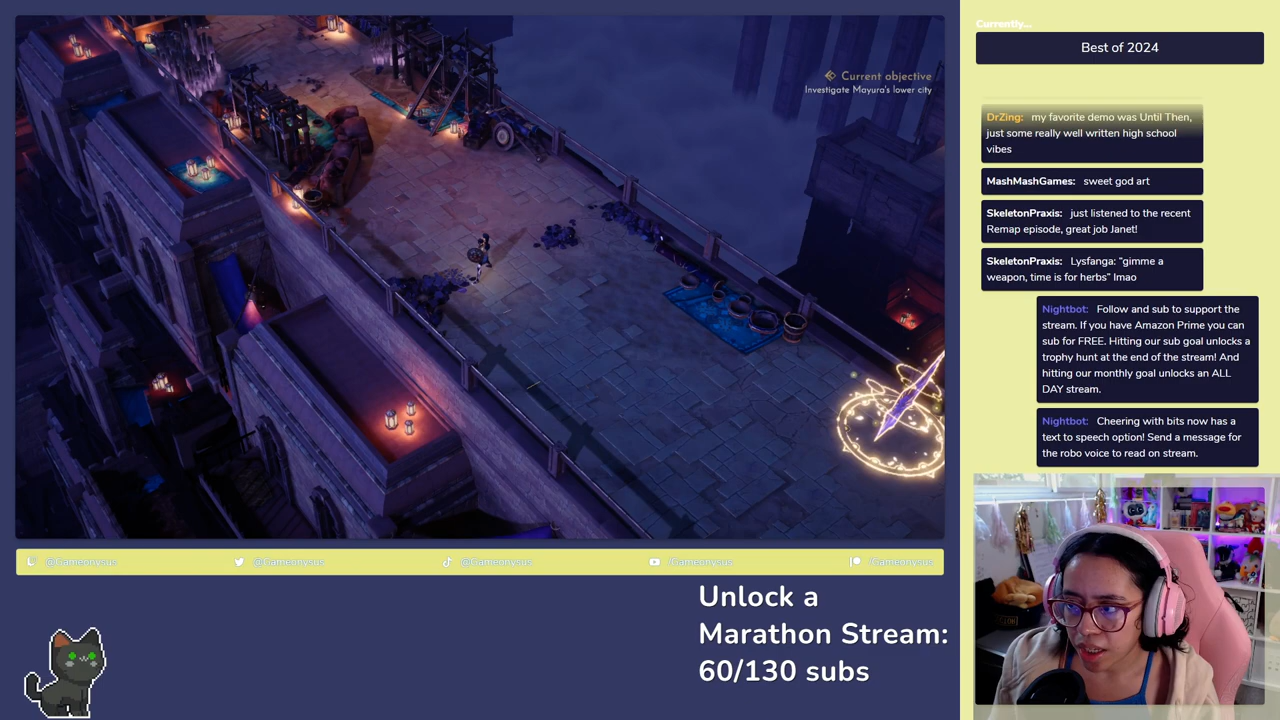 Current objective
Investigate Mayura's lower city
Currently...
Best of 2024
DrZing: my favorite demo was Until Then,
just some really well written high school
vibes
MashMashGames: sweet god art
SkeletonPraxis: just listened to the recent
Remap episode, great job Janet!
SkeletonPraxis: Lysfanga: "gimme a
weapon, time is for herbs" lmao
Nightbot: Follow and sub to support the
stream. If you have Amazon Prime you can
sub for FREE. Hitting our sub goal unlocks a
trophy hunt at the end of the stream! And
hitting our monthly goal unlocks an ALL
DAY stream.
Nightbot: Cheering with bits now has a
text to speech option! Send a message for
the robo voice to read on stream.
@Gameonysus @Gameonysus @Gameonysus /Gameonysus /Gameonysus
Unlock a
Marathon Stream:
60/130 subs